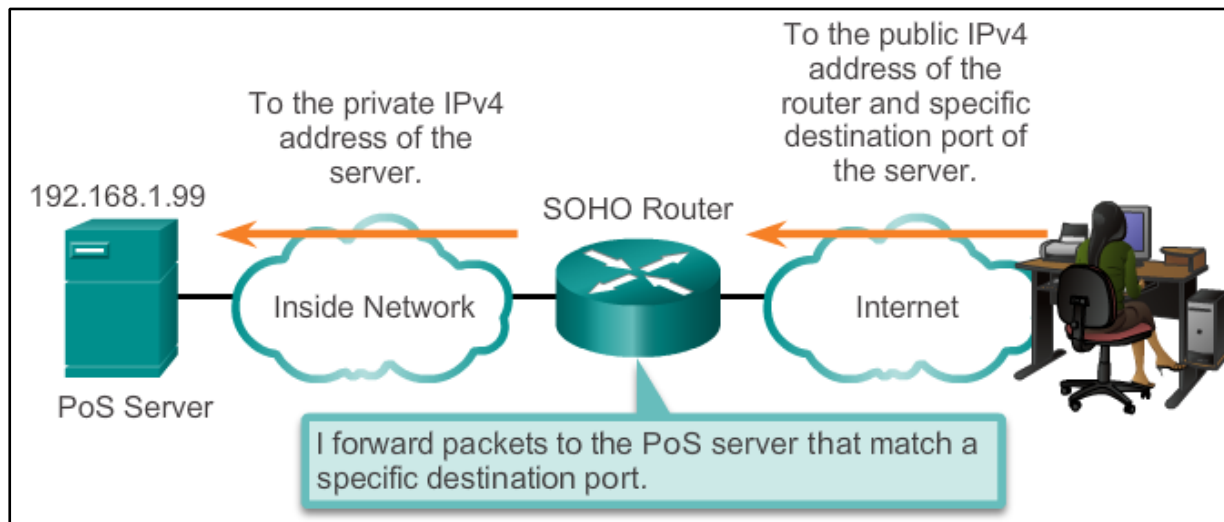 To the public IPv4
address of the
router and specific
destination port of
the server.
To the private IPv4
address of the
server.
192.168.1.99
SOHO Router
Inside Network
Internet
PoS Server
I forward packets to the PoS server that match a
specific destination port.